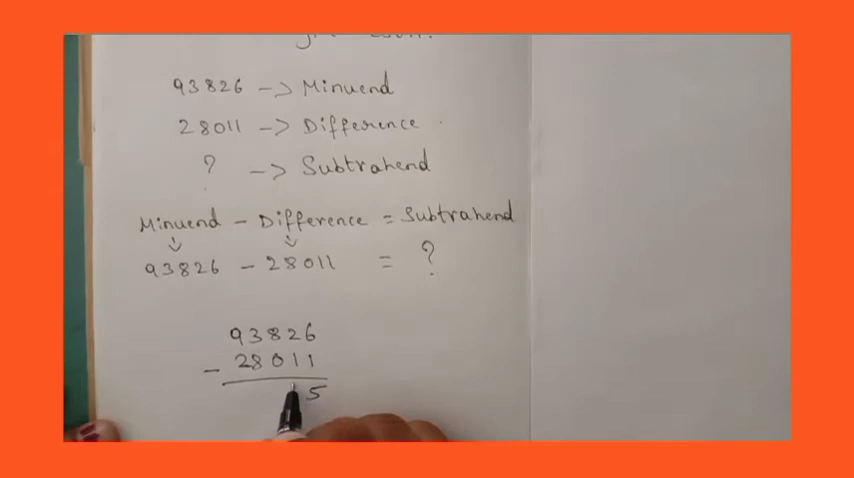 93826 -> Minuend
28011 -> Difference
? -> Subtrahend
Minuend - Difference = Subtrahend
93826 - 28011 = ?
93826
- 28011
5